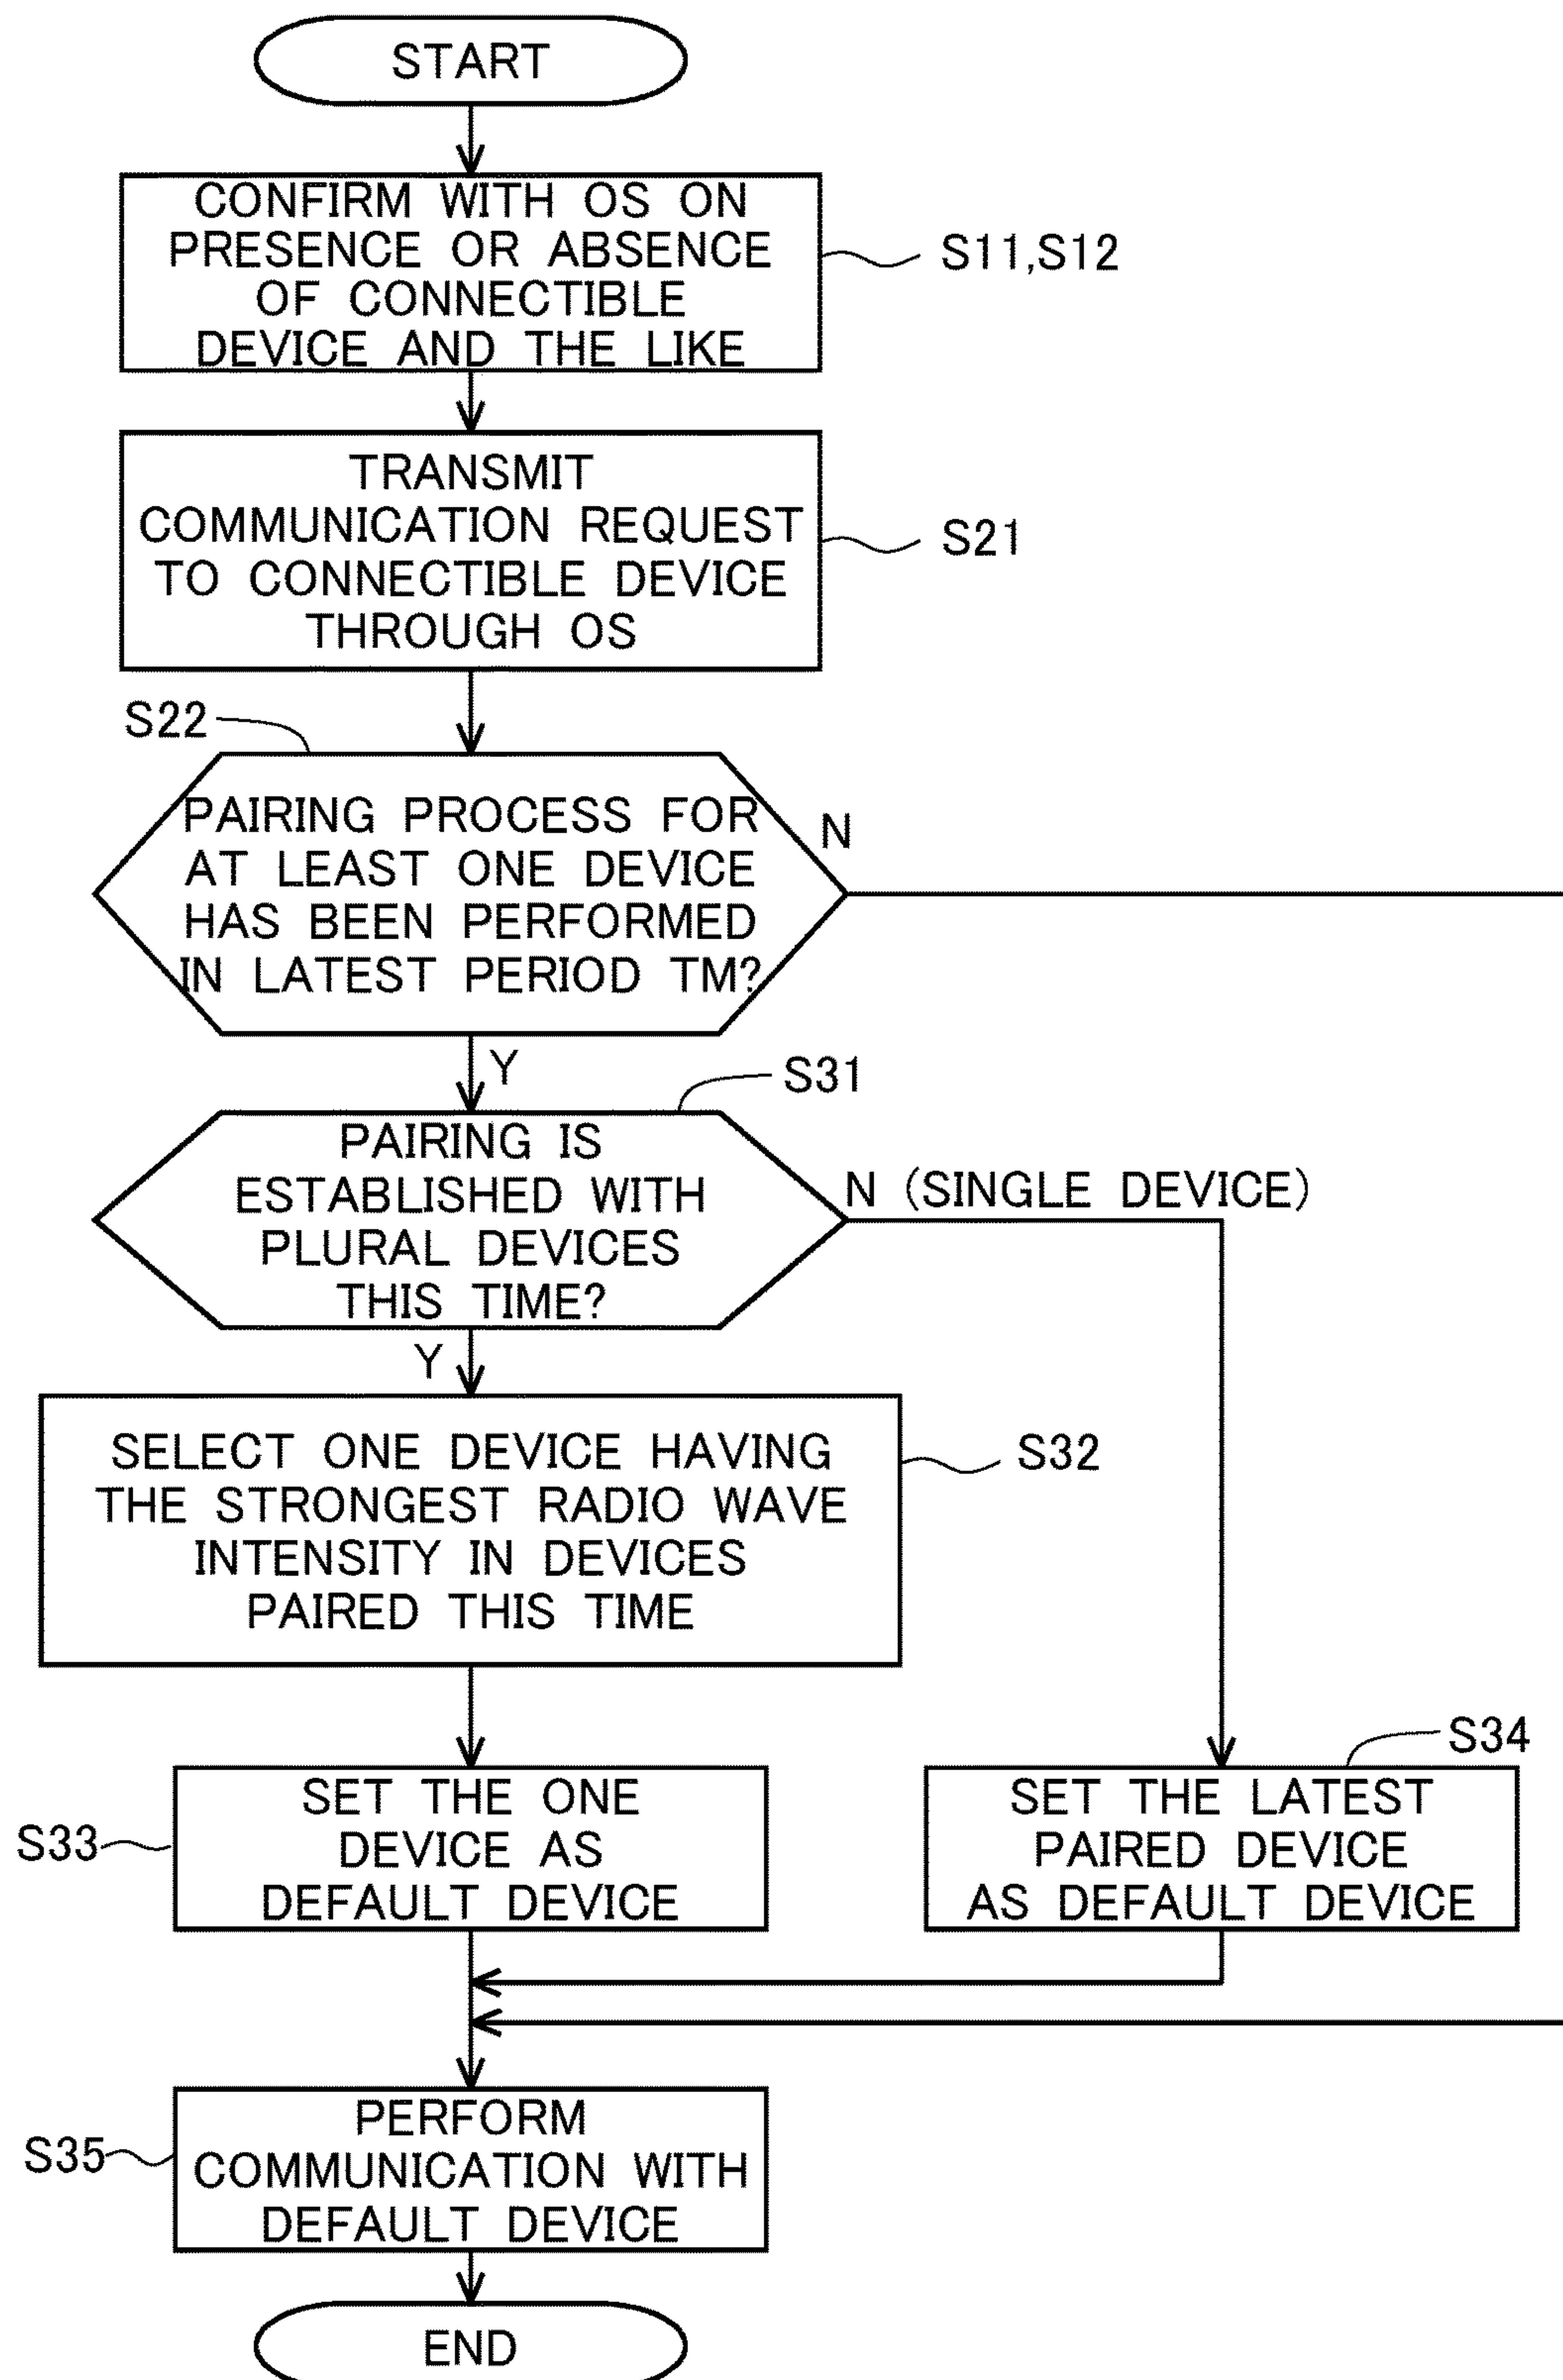 START
CONFIRM WITH OS ON
PRESENCE OR ABSENCE
OF CONNECTIBLE
DEVICE AND THE LIKE
S11,S12
TRANSMIT
COMMUNICATION REQUEST
TO CONNECTIBLE DEVICE
THROUGH OS
S21
S22
PAIRING PROCESS FOR
AT LEAST ONE DEVICE
HAS BEEN PERFORMED
IN LATEST PERIOD TM?
N
Y
S31
PAIRING IS
ESTABLISHED WITH
PLURAL DEVICES
THIS TIME?
N (SINGLE DEVICE)
Y
SELECT ONE DEVICE HAVING
THE STRONGEST RADIO WAVE
INTENSITY IN DEVICES
PAIRED THIS TIME
S32
S33
SET THE ONE
DEVICE AS
DEFAULT DEVICE
S34
SET THE LATEST
PAIRED DEVICE
AS DEFAULT DEVICE
S35
PERFORM
COMMUNICATION WITH
DEFAULT DEVICE
END